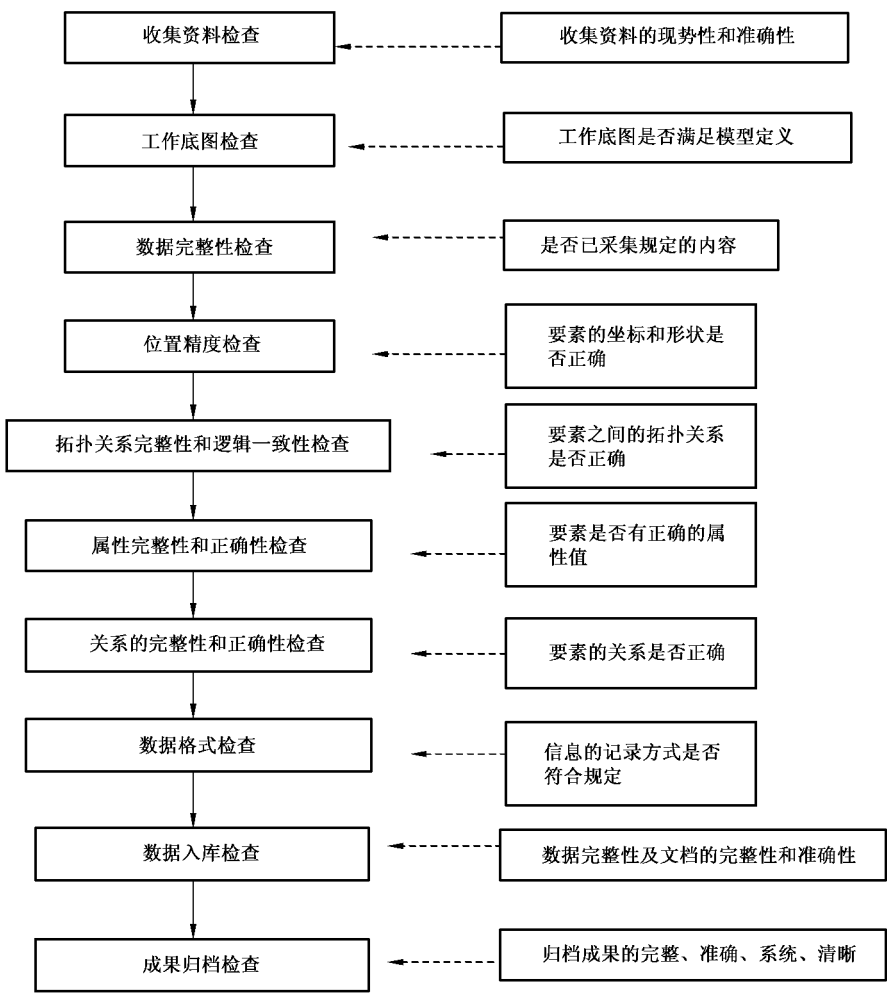 收集资料检查
收集资料的现势性和准确性
工作底图检查
工作底图是否满足模型定义
数据完整性检查
是否已采集规定的内容
位置精度检查
要素的坐标和形状是
否正确
拓扑关系完整性和逻辑一致性检查
要素之间的拓扑关系
是否正确
属性完整性和正确性检查
要素是否有正确的属
性值
关系的完整性和正确性检查
要素的关系是否正确
数据格式检查
信息的记录方式是否
符合规定
数据入库检查
数据完整性及文档的完整性和准确性
成果归档检查
归档成果的完整、准确、系统、清晰